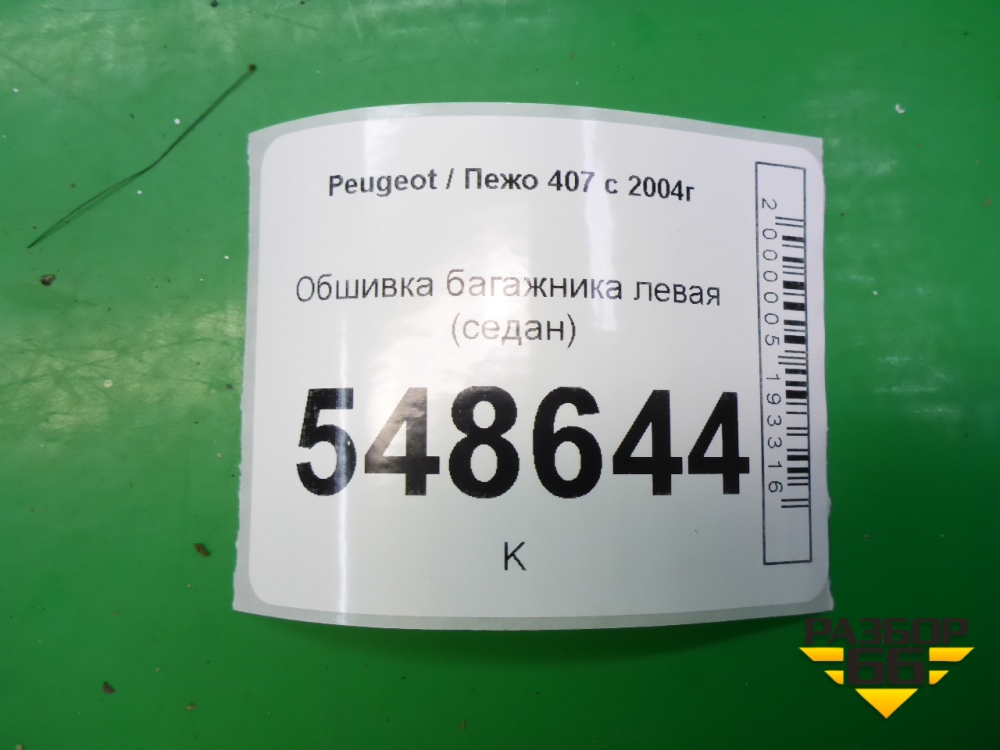 Peugeot / Пежо 407 с 2004г
Обшивка багажника левая
(седан)
548644
К
2000005193316
РАЗБОР
66